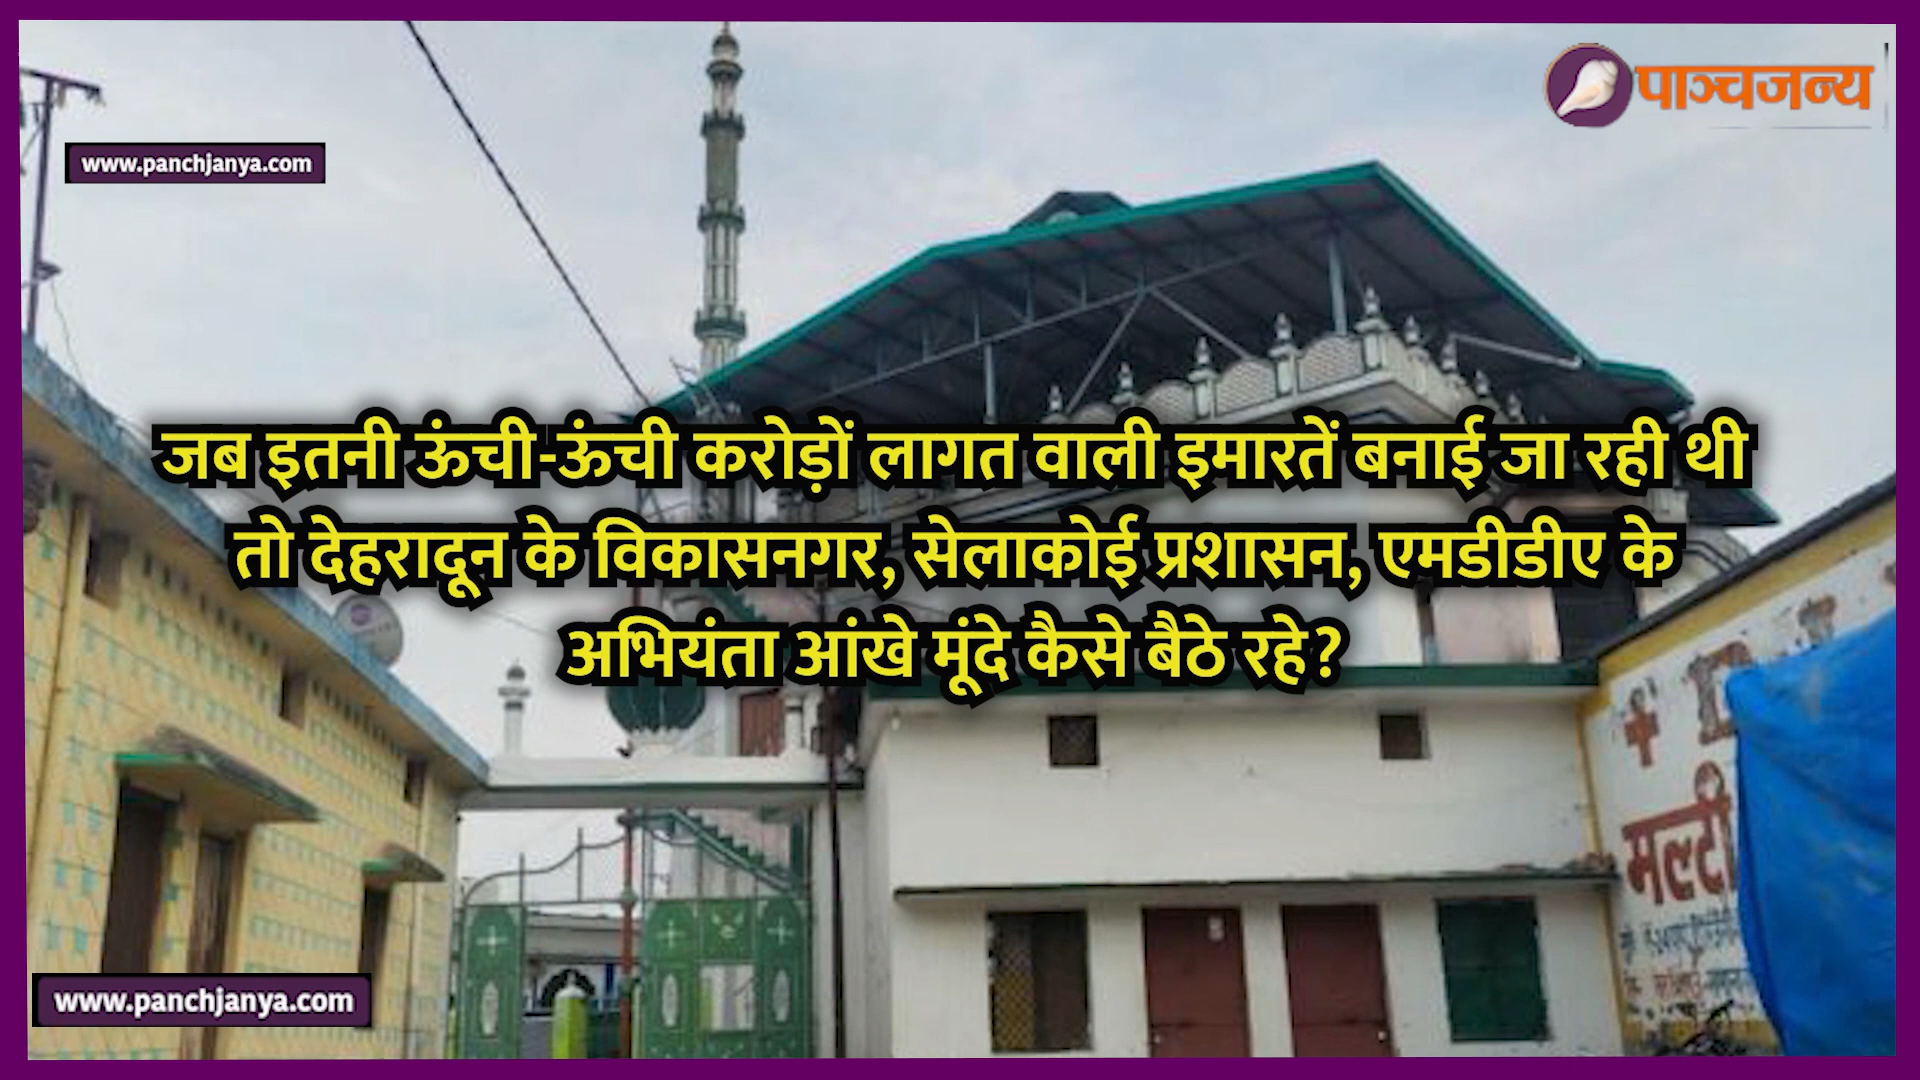 पाञ्चजन्य
www.panchjanya.com
जब इतनी ऊंची-ऊंची करोड़ों लागत वाली इमारतें बनाई जा रही थी
तो देहरादून के विकासनगर, सेलाकोई प्रशासन, एमडीडीए के
अभियंता आंखे मूंदे कैसे बैठे रहे?
मल्टी
www.panchjanya.com